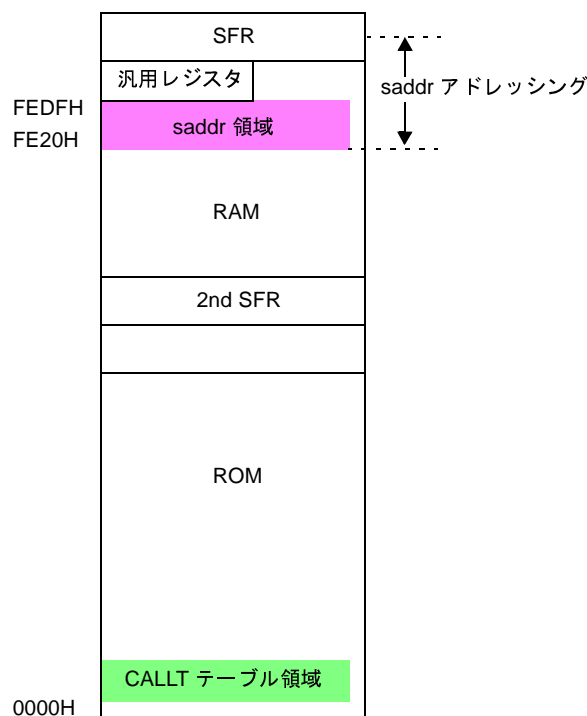 SFR
汎用レジスタ
saddr アドレッシング
FEDFH
saddr 領域
FE20H
RAM
2nd SFR
ROM
CALLT テーブル領域
0000H